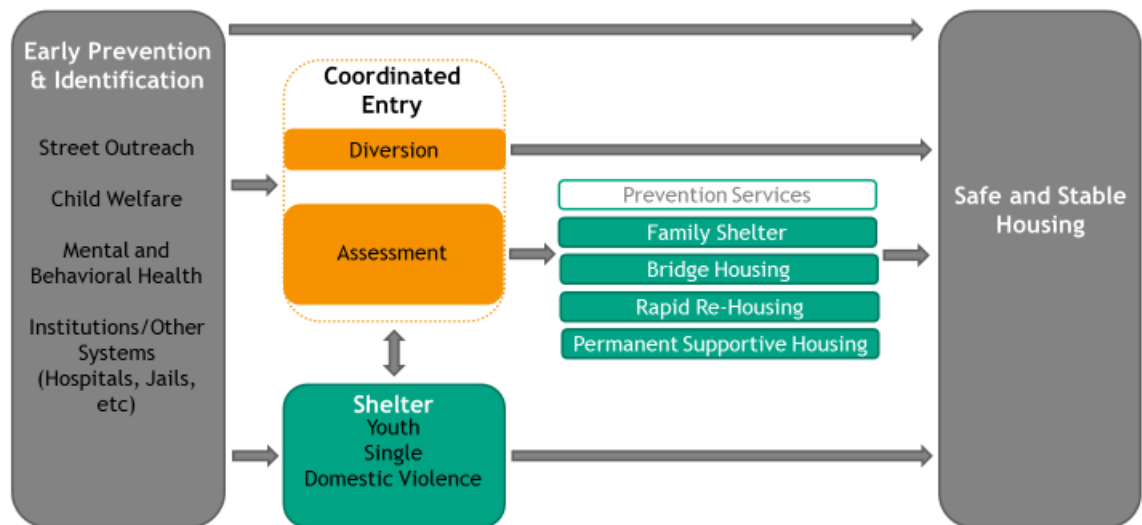 Early Prevention
& Identification
Street Outreach
Child Welfare
Mental and
Behavioral Health
Institutions/Other
Systems
(Hospitals, Jails,
etc)
Coordinated
Entry
Diversion
Assessment
Shelter
Youth
Single
Domestic Violence
Prevention Services
Family Shelter
Bridge Housing
Rapid Re-Housing
Permanent Supportive Housing
Safe and Stable
Housing